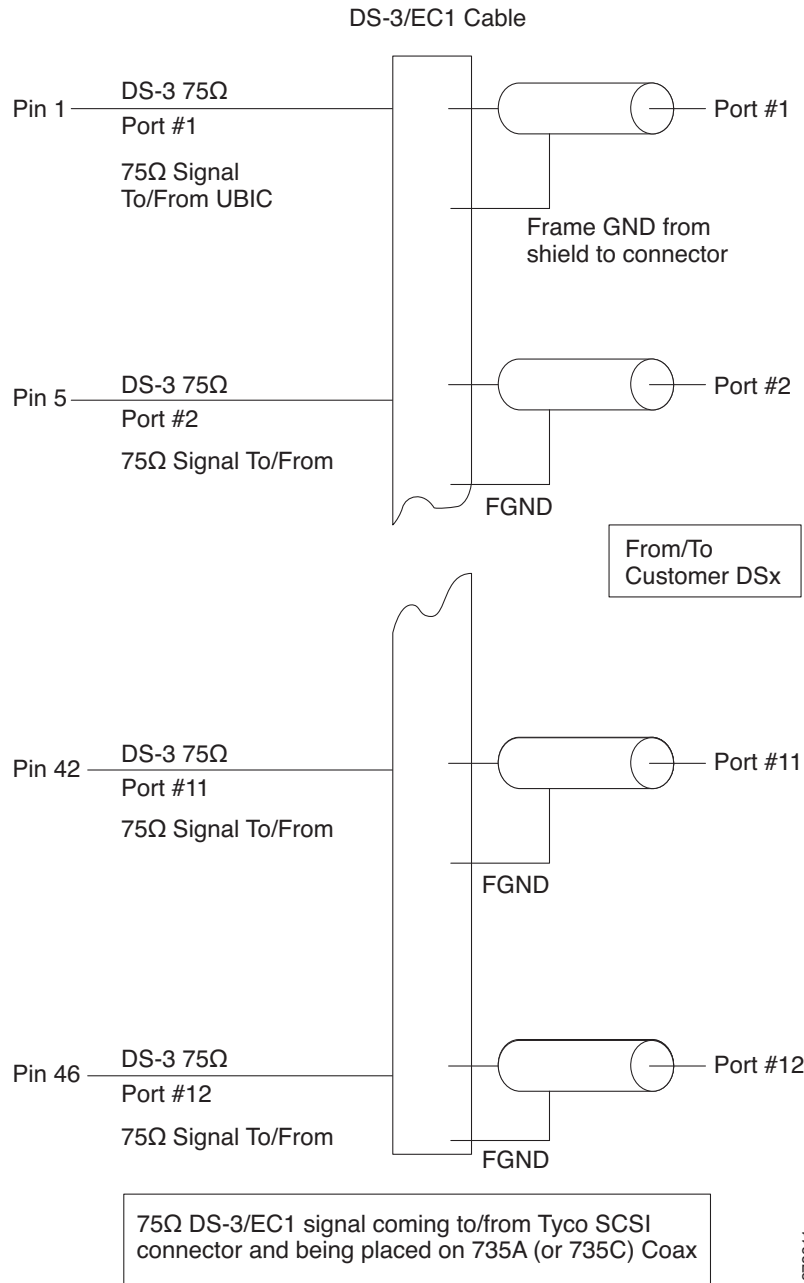 DS-3/EC1 Cable
Pin 1
DS-3 75Ω
Port #1
75Ω Signal
To/From UBIC
Port #1
Frame GND from
shield to connector
Pin 5
DS-3 75Ω
Port #2
75Ω Signal To/From
Port #2
FGND
From/To
Customer DSx
Pin 42
DS-3 75Ω
Port #11
75Ω Signal To/From
Port #11
FGND
Pin 46
DS-3 75Ω
Port #12
75Ω Signal To/From
Port #12
FGND
75Ω DS-3/EC1 signal coming to/from Tyco SCSI
connector and being placed on 735A (or 735C) Coax